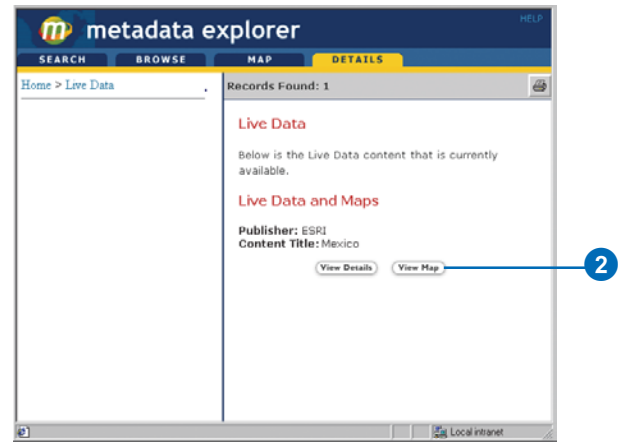 m metadata explorer
HELP
SEARCH BROWSE MAP DETAILS
Home > Live Data
Records Found: 1
Live Data
Below is the Live Data content that is currently
available.
Live Data and Maps
Publisher: ESRI
Content Title: Mexico
View Details View Map
2
Local intranet